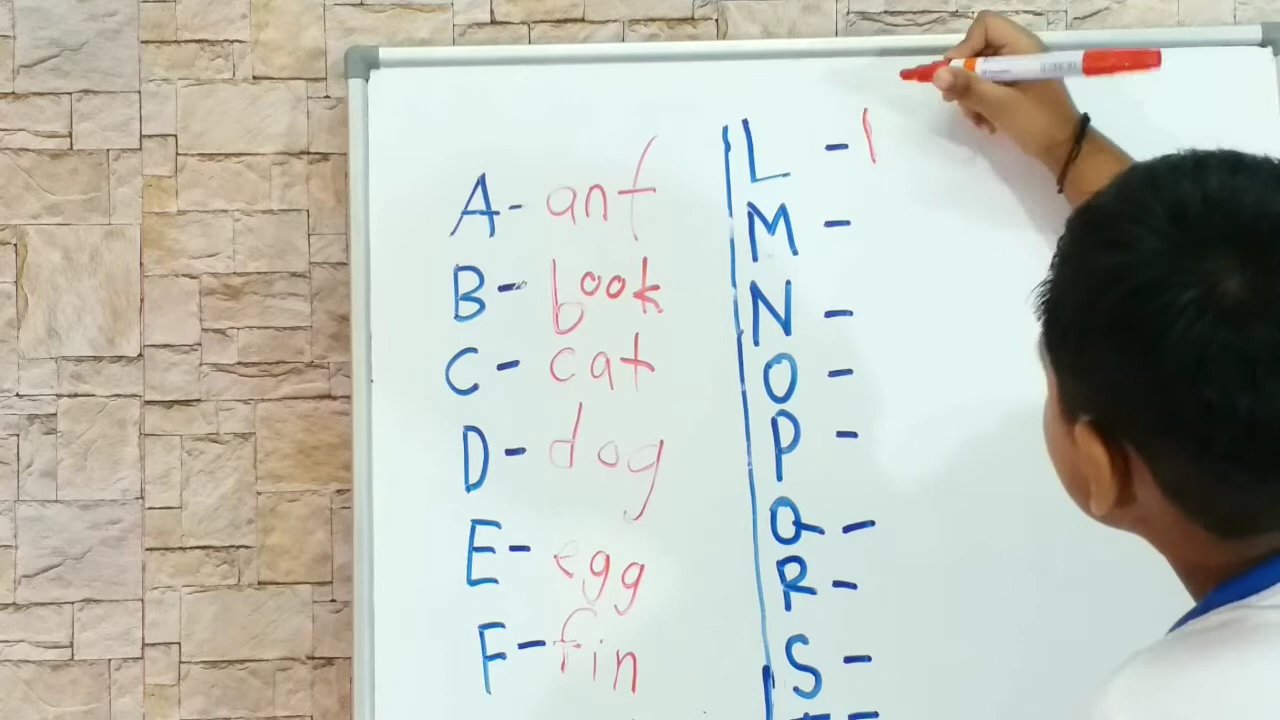 A- ant
B- book
C- cat
D- dog
E- egg
F- fin
L - l
M -
N -
O -
P -
Q -
R -
S -